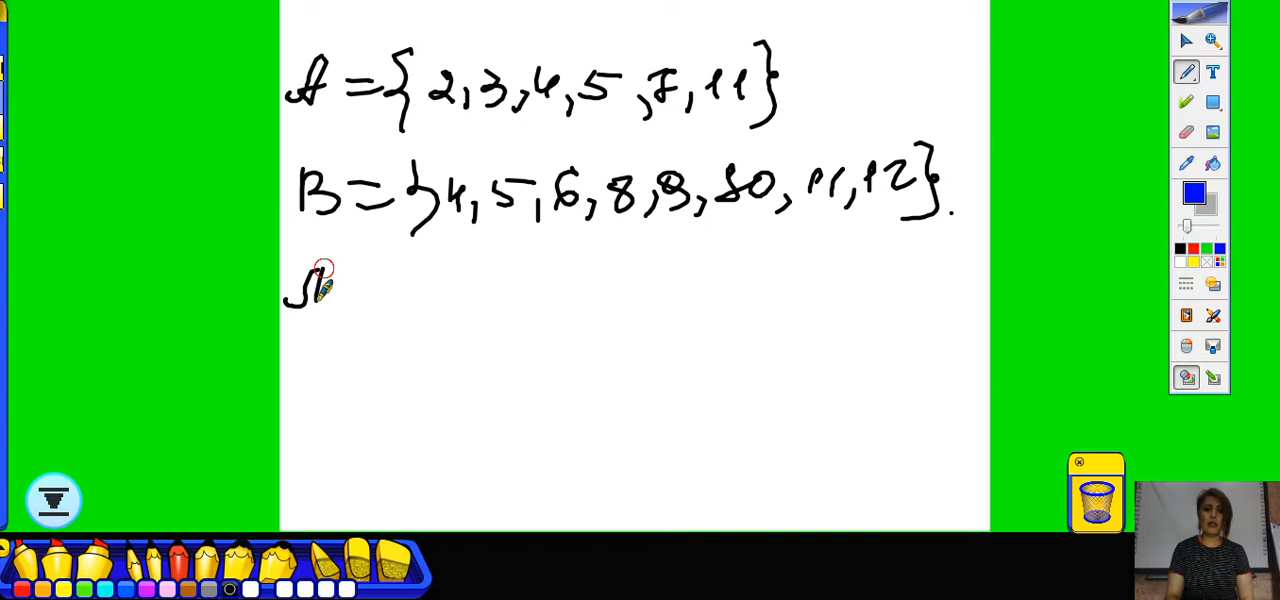 A = { 2, 3, 4, 5, 7, 11 }
B = { 4, 5, 6, 8, 9, 10, 11, 12 }.
A